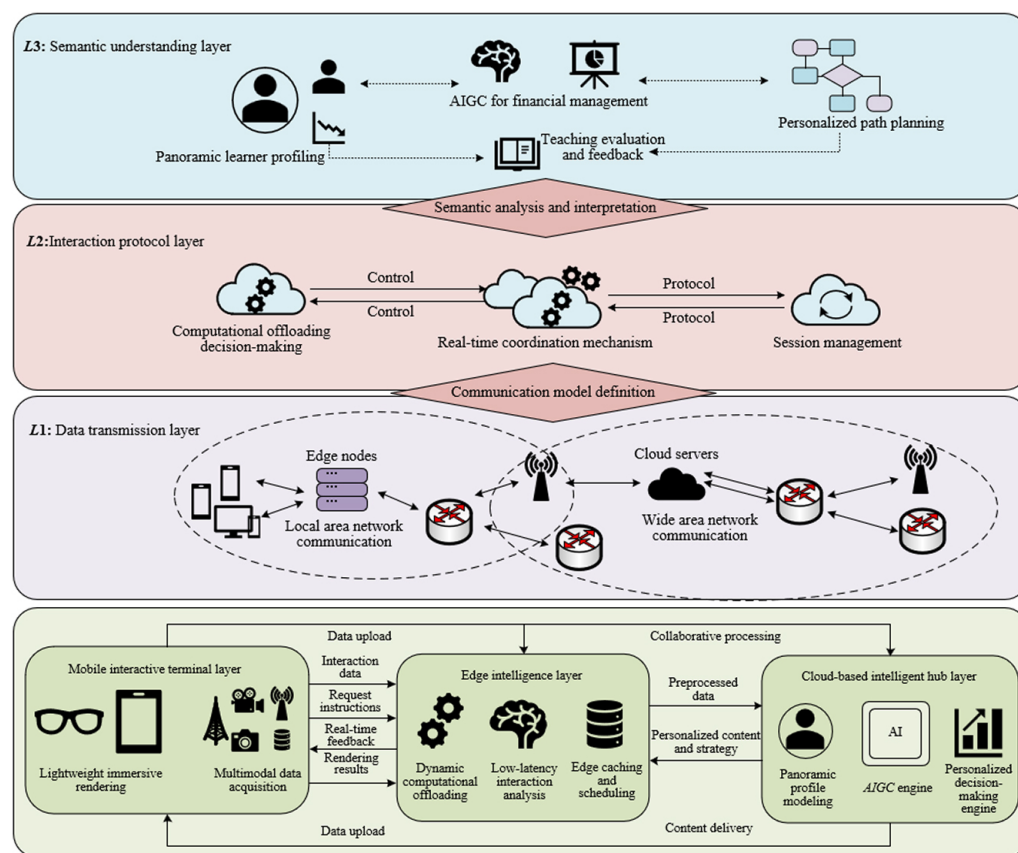 L3: Semantic understanding layer
AIGC for financial management
Panoramic learner profiling
Teaching evaluation
and feedback
Personalized path planning
Semantic analysis and interpretation
L2:Interaction protocol layer
Control
Control
Protocol
Protocol
Computational offloading
decision-making
Real-time coordination mechanism
Session management
Communication model definition
L1: Data transmission layer
Edge nodes
Local area network
communication
Cloud servers
Wide area network
communication
Data upload
Collaborative processing
Mobile interactive terminal layer
Lightweight immersive
rendering
Multimodal data
acquisition
Interaction
data
Request
instructions
Real-time
feedback
Rendering
results
Edge intelligence layer
Dynamic
computational
offloading
Low-latency
interaction
analysis
Edge caching
and
scheduling
Preprocessed
data
Personalized content
and strategy
Cloud-based intelligent hub layer
Panoramic
profile
modeling
AI
AIGC engine
Personalized
decision-
making
engine
Data upload
Content delivery